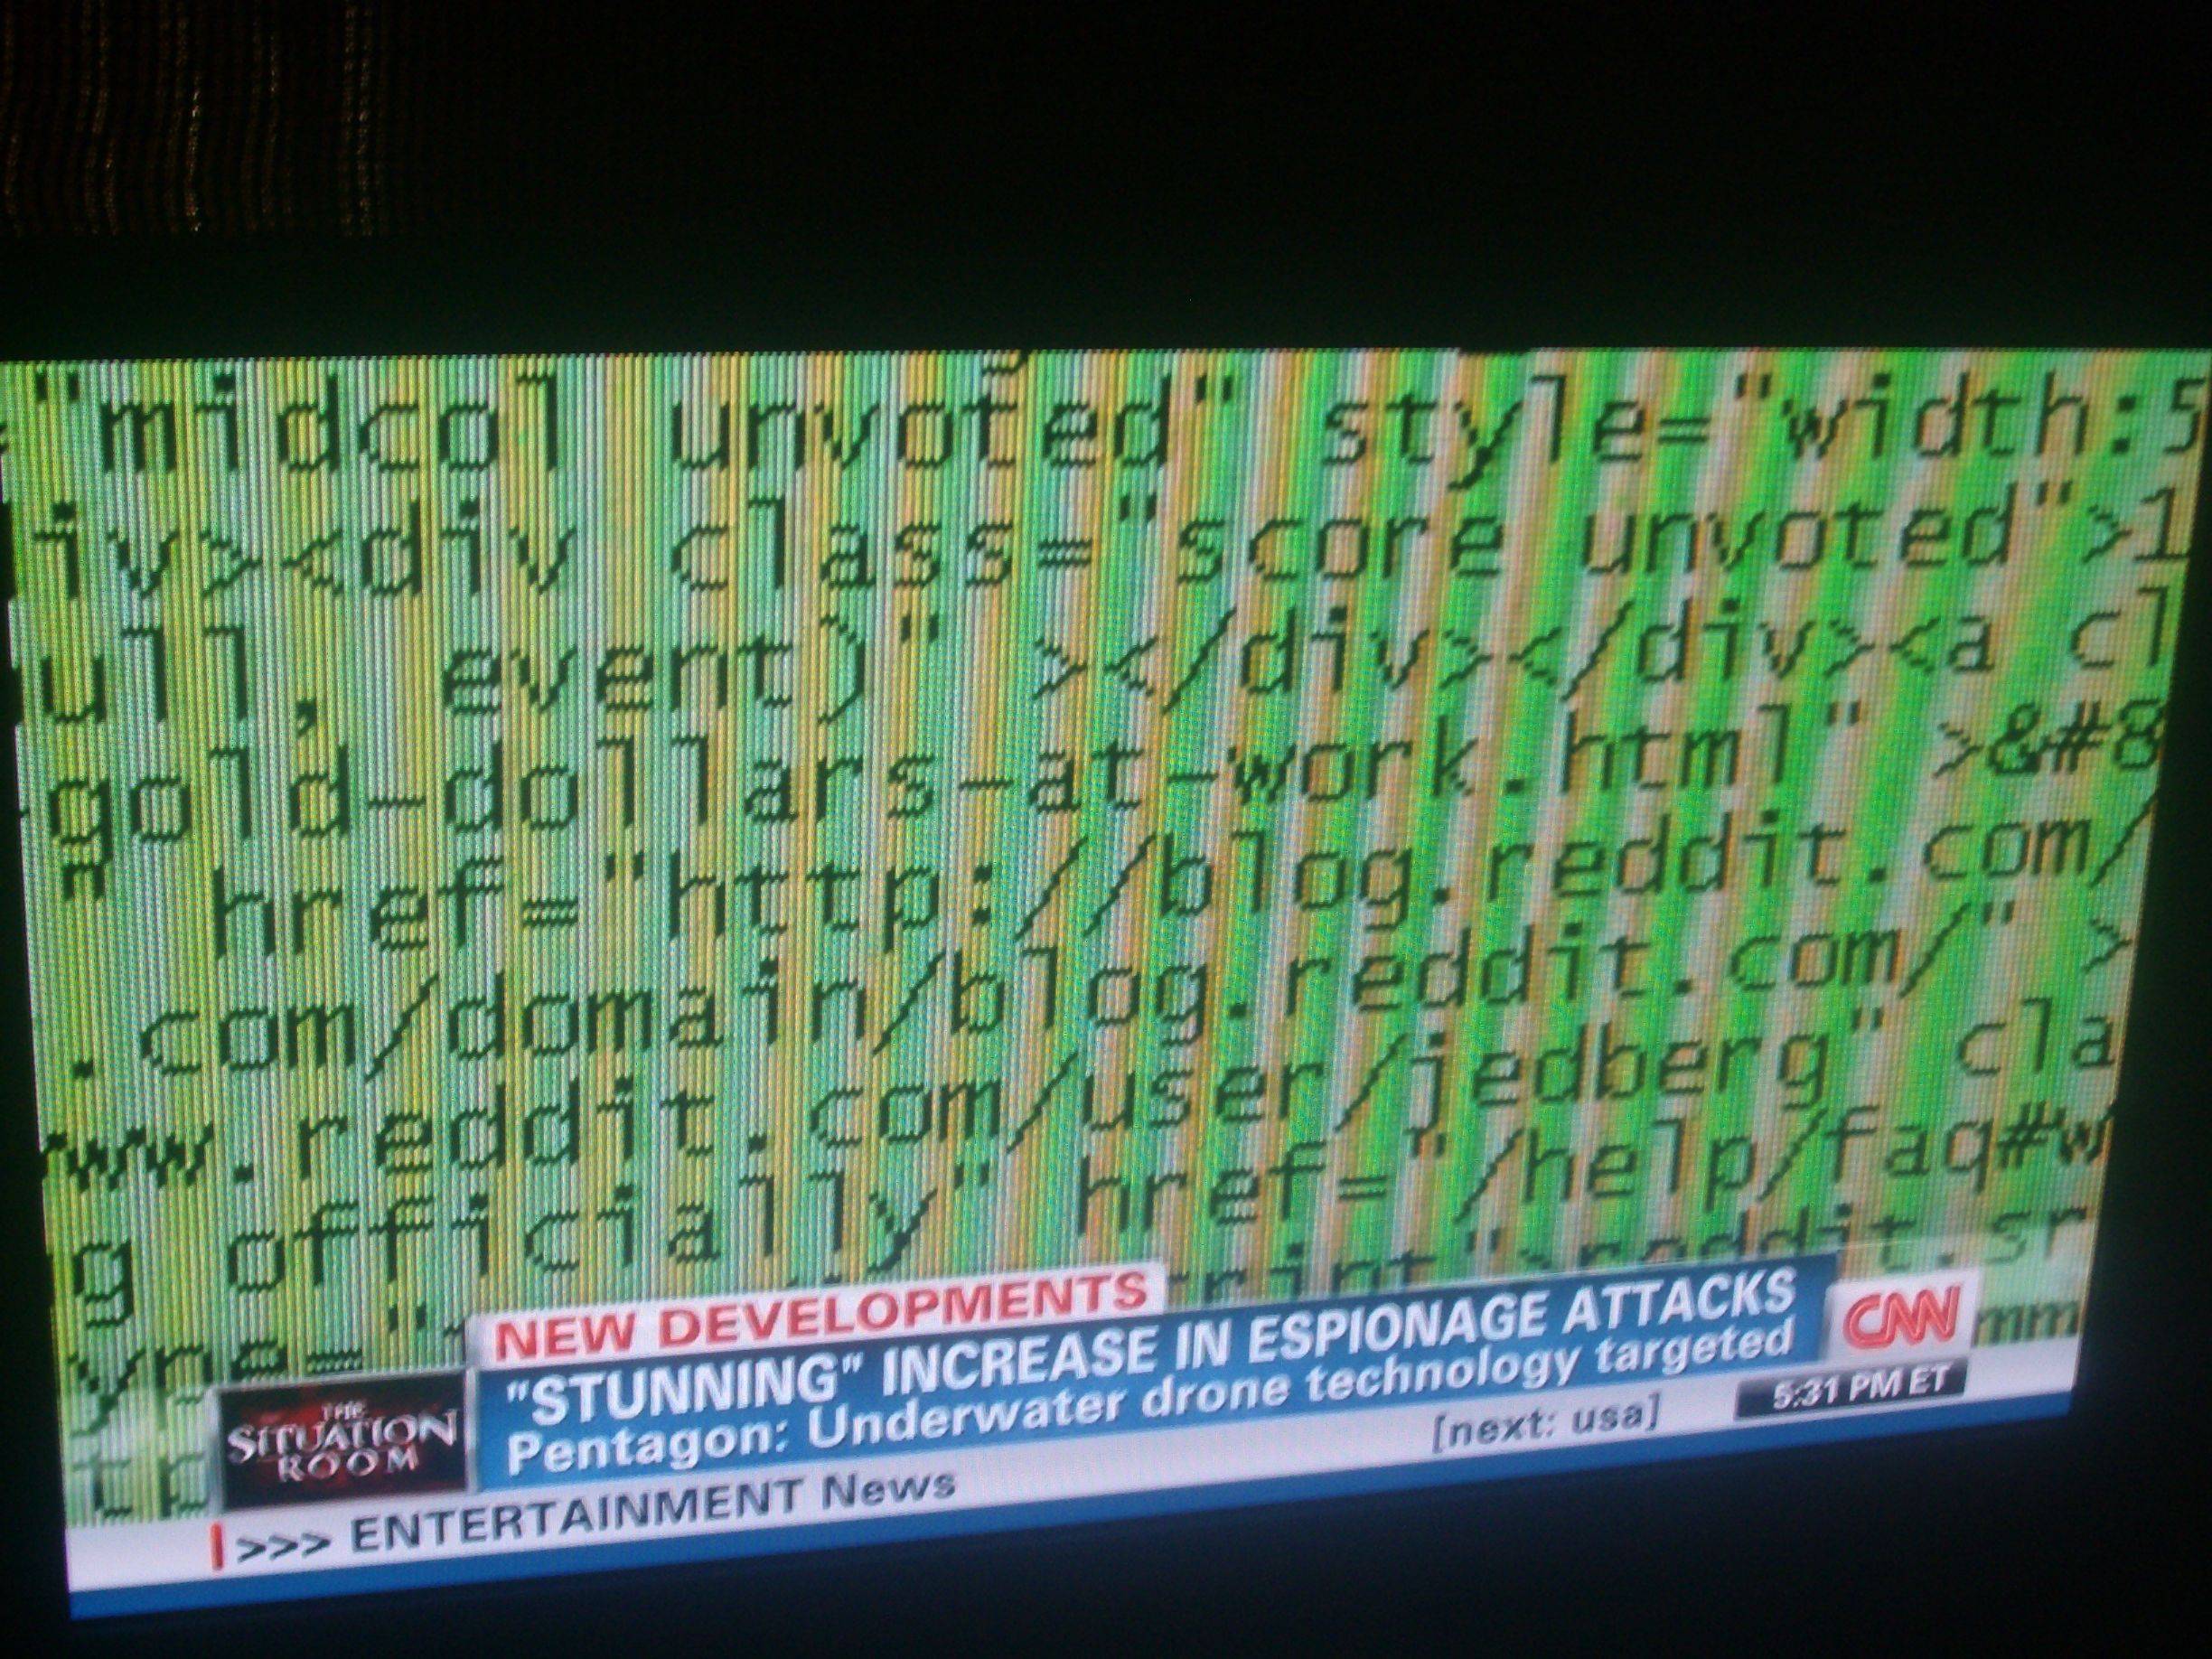 "midcol unvoted" style="width:5
iv><div class="score unvoted">1
ull, event)" ></div></div><a cl
gold-dollars-at-work.html" >&#8
" href="http://blog.reddit.com/
.com/domain/blog.reddit.com/" >
ww.reddit.com/user/jedberg" cla
g officially" href="/help/faq#w
yne="
reddit.sr
mm
NEW DEVELOPMENTS
"STUNNING" INCREASE IN ESPIONAGE ATTACKS
Pentagon: Underwater drone technology targeted
CNN
THE
SITUATION
ROOM
[next: usa]
5:31 PM ET
>>> ENTERTAINMENT News